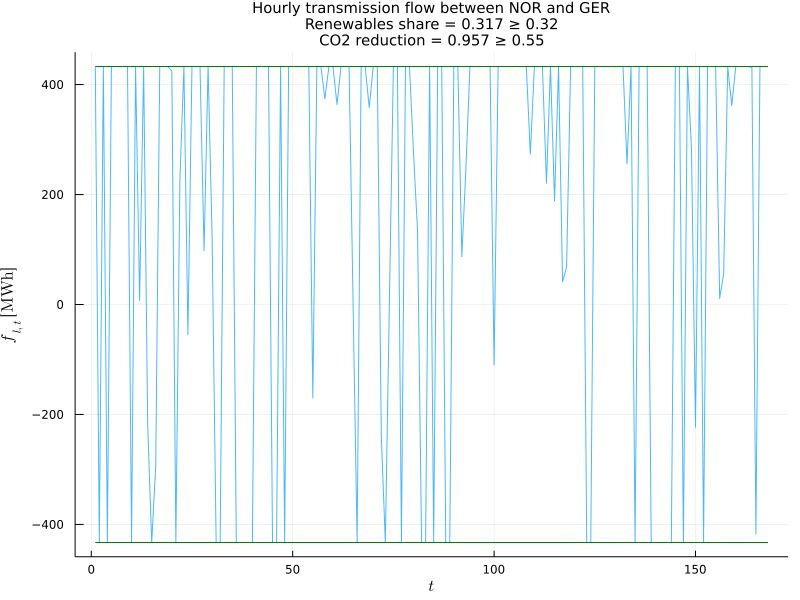 Hourly transmission flow between NOR and GER
Renewables share = 0.317 ≥ 0.32
CO2 reduction = 0.957 ≥ 0.55
400
200
0
−200
−400
f l, t [MWh]
0
50
100
150
t